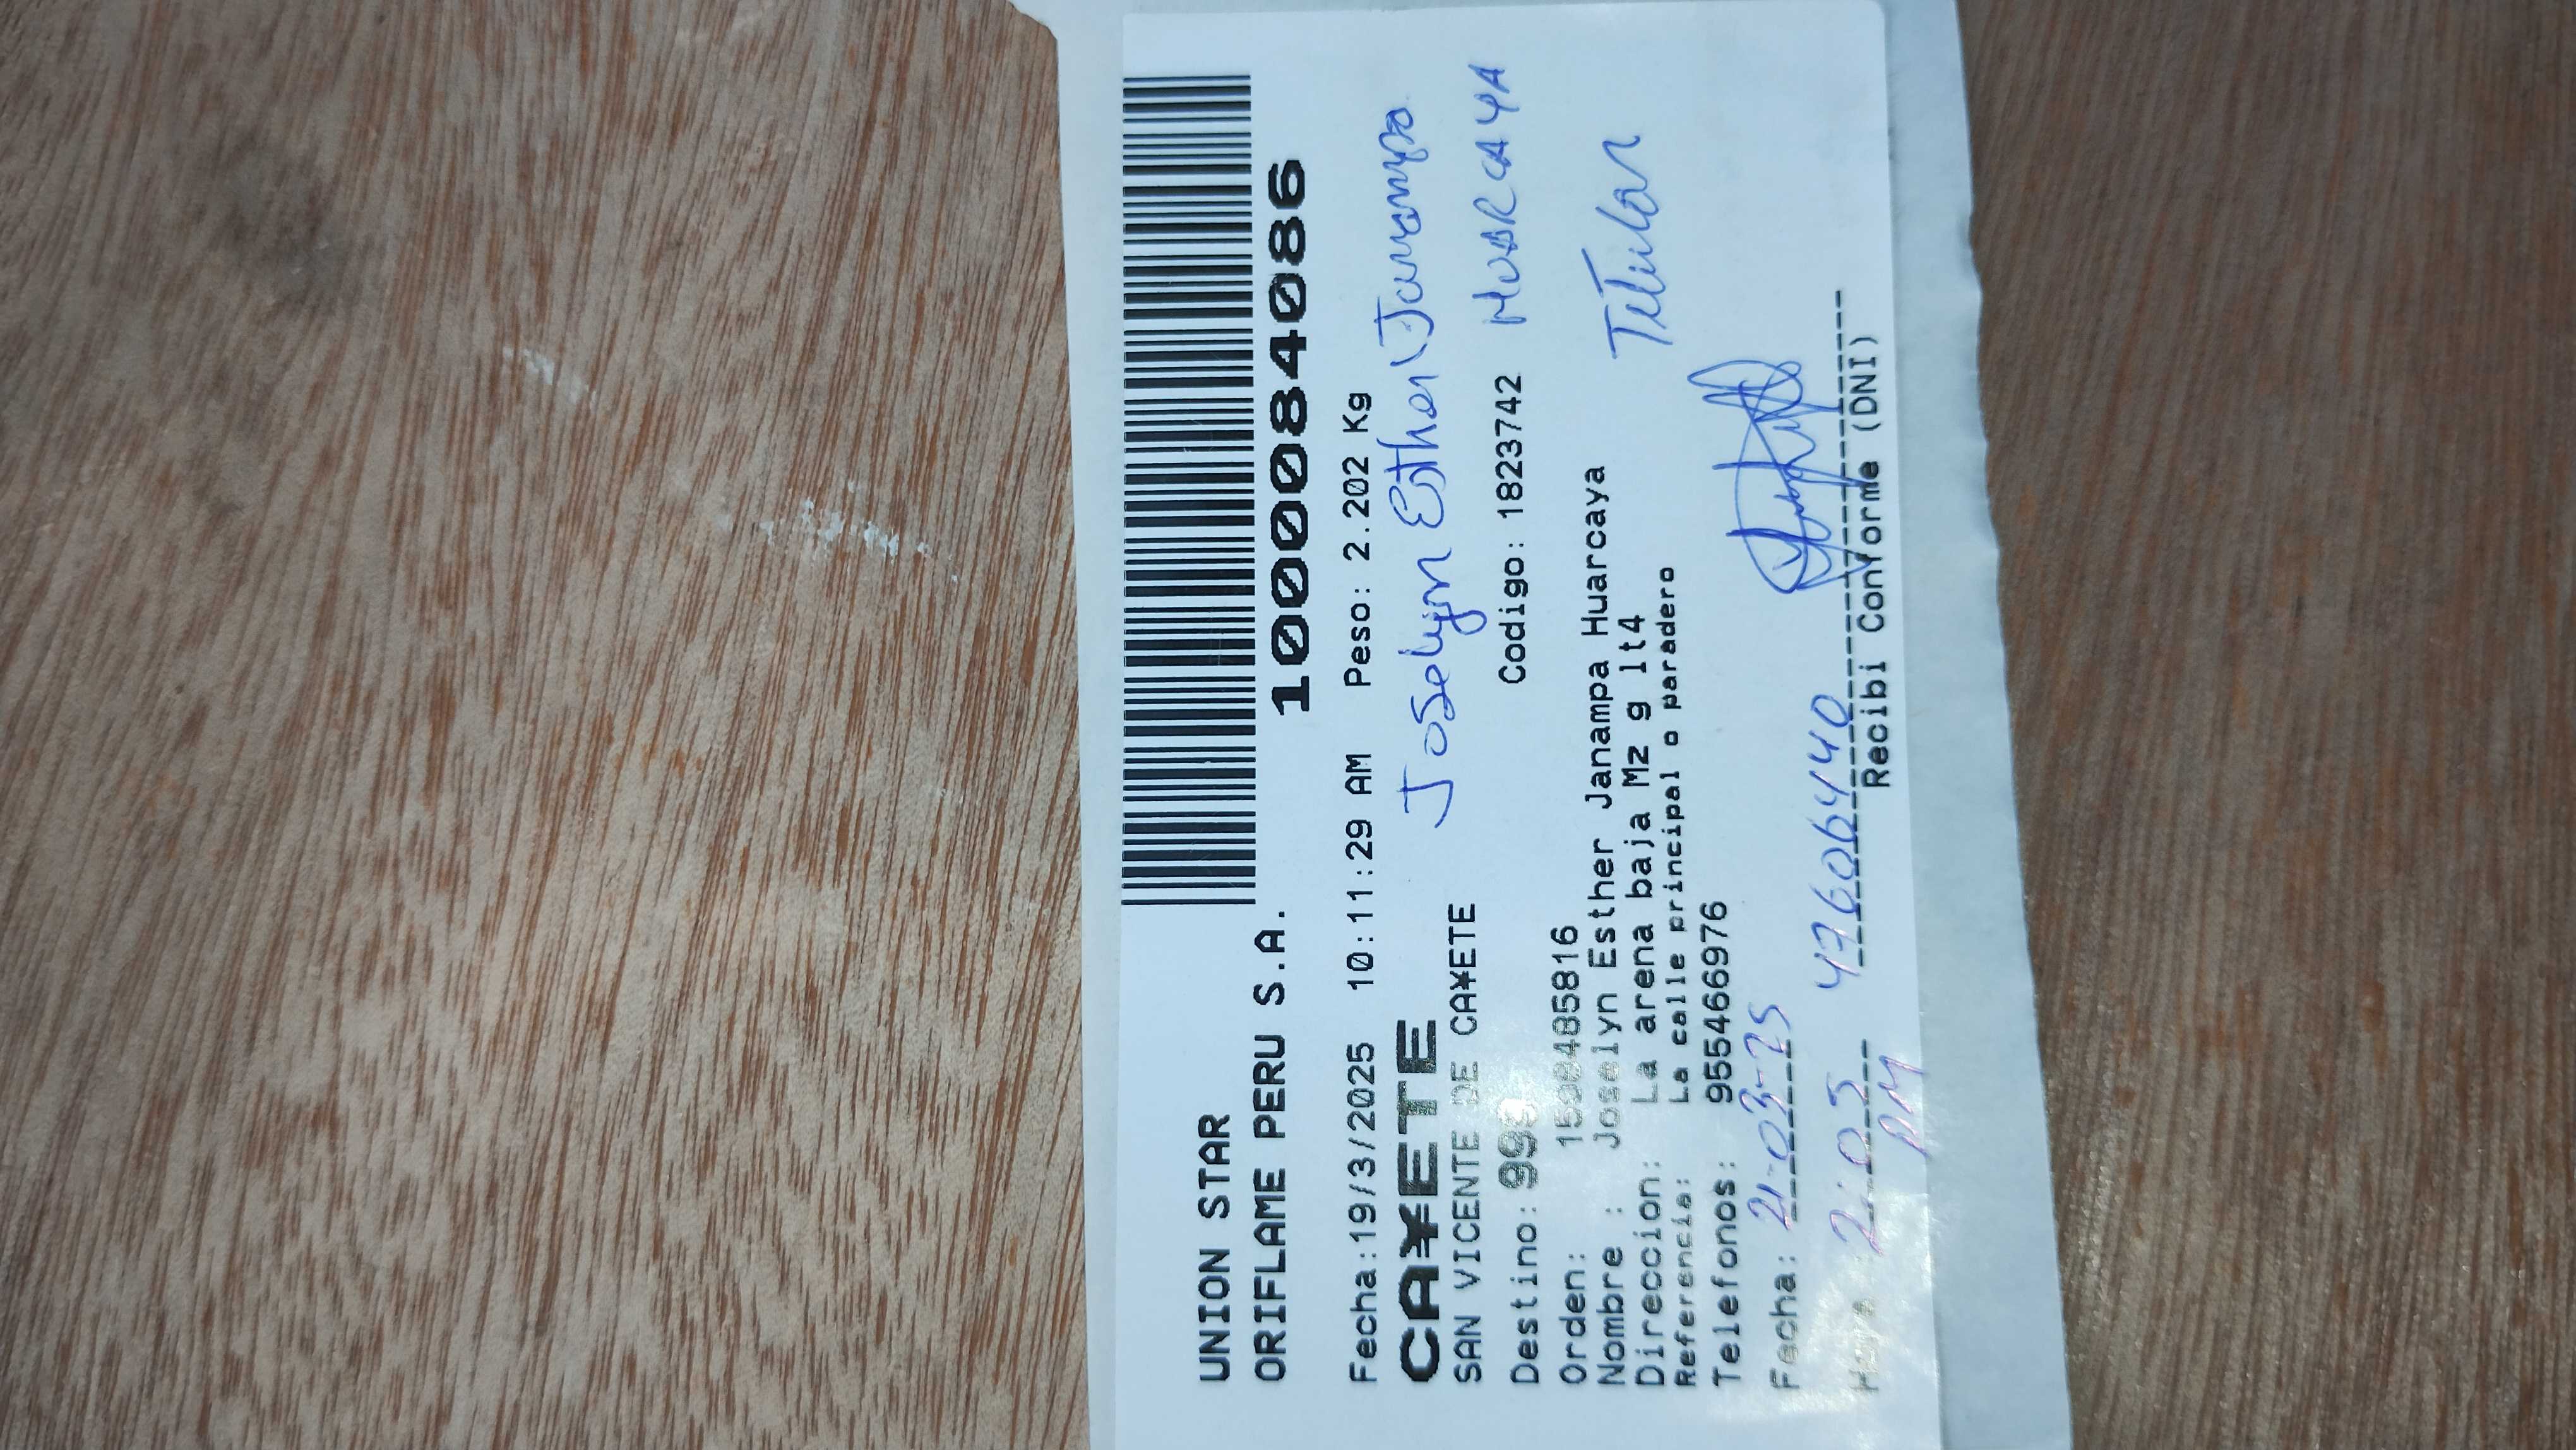 UNION STAR
ORIFLAME PERU S.A.
1000084086
Fecha:19/3/2025 10:11:29 AM Peso: 2.202 Kg
CA¥ETE
Joselyn Esther Janampa
SAN VICENTE DE CA¥ETE
HUARCAYA
Destino: 999 Codigo: 1823742
Orden: 1500485816
Nombre : Joselyn Esther Janampa Huarcaya
Titular
Direccion: La arena baja Mz g lt4
Referencia: La calle principal o paradero
Telefonos: 955466976
Fecha: 21-03-25
Hora 2:05 47606440
PM
Recibi Conforme (DNI)